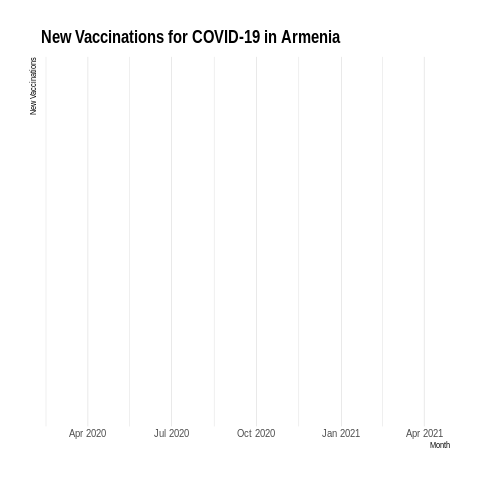 New Vaccinations for COVID-19 in Armenia
New Vaccinations
Apr 2020 Jul 2020 Oct 2020 Jan 2021 Apr 2021
Month